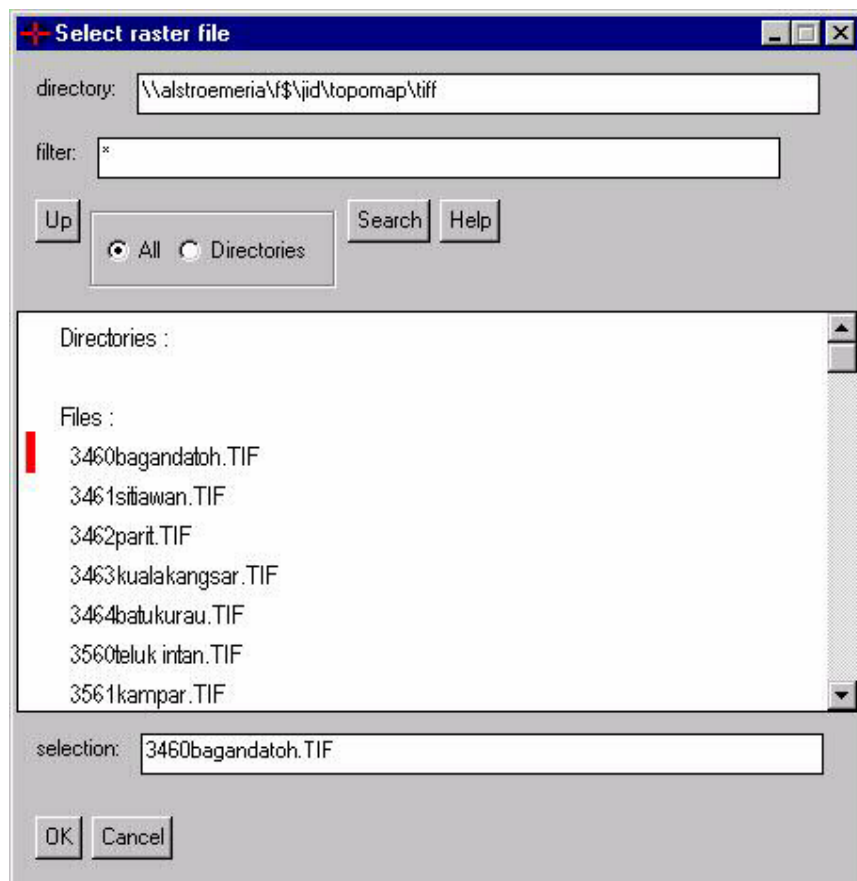 Select raster file
directory: \\alstroemeria\f$\jid\topomap\tiff
filter: *
Up All Directories Search Help
Directories :
Files :
3460bagandatoh.TIF
3461sitiawan.TIF
3462parit.TIF
3463kualakangsar.TIF
3464batukurau.TIF
3560teluk intan.TIF
3561kampar.TIF
selection: 3460bagandatoh.TIF
OK Cancel